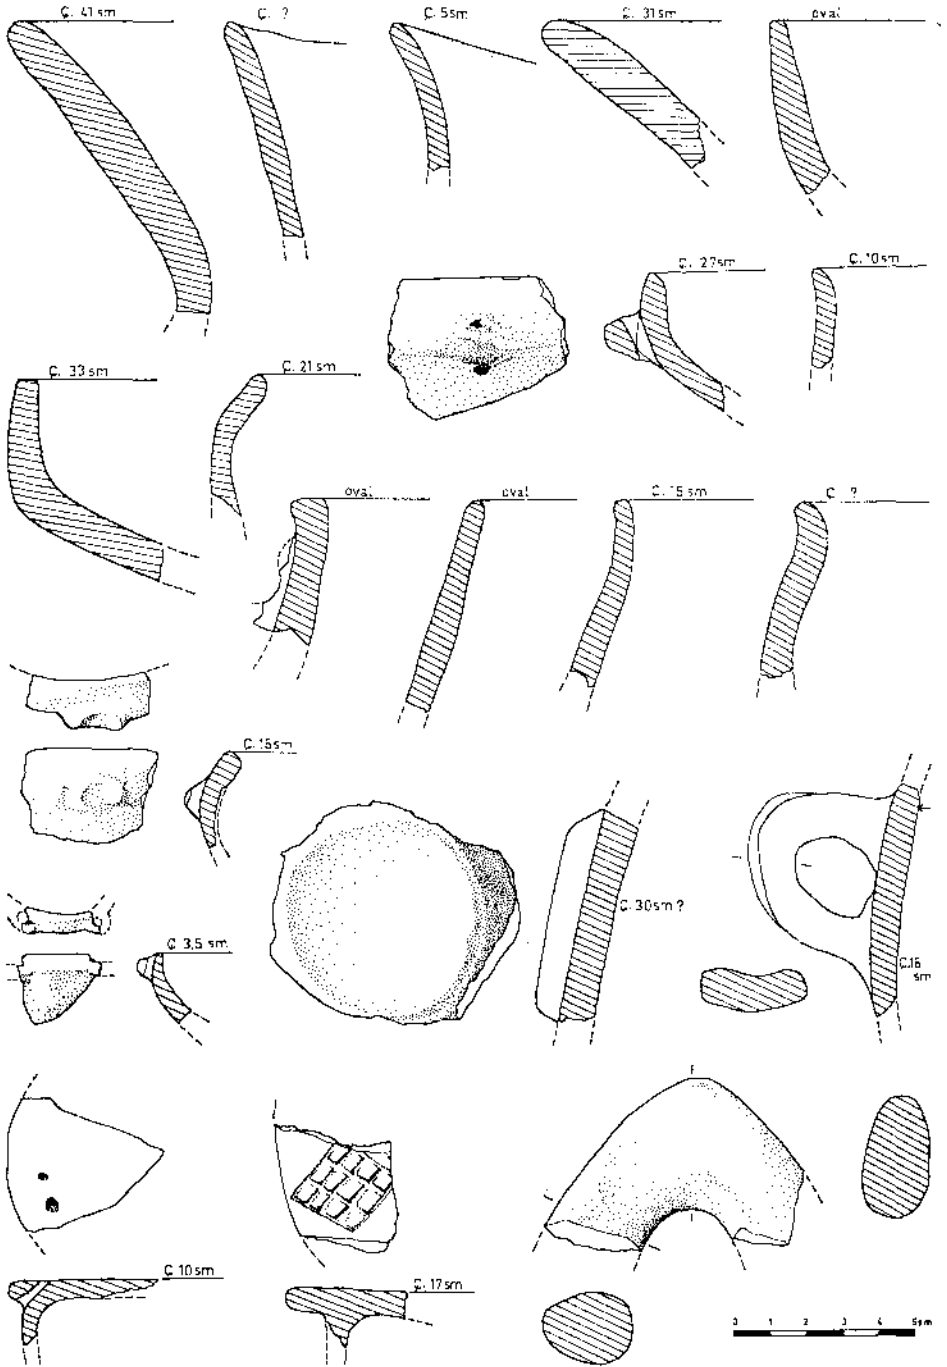 Ç. 41 sm
Ç. ?
Ç. 5 sm
Ç. 31 sm
oval
Ç. 27 sm
Ç. 10 sm
Ç. 33 sm
Ç. 21 sm
oval
oval
Ç. 15 sm
Ç. ?
Ç. 15 sm
Ç. 30 sm ?
Ç. 3,5 sm
Ç. 18
sm
Ç. 10 sm
Ç. 17 sm
0 1 2 3 4 5 sm